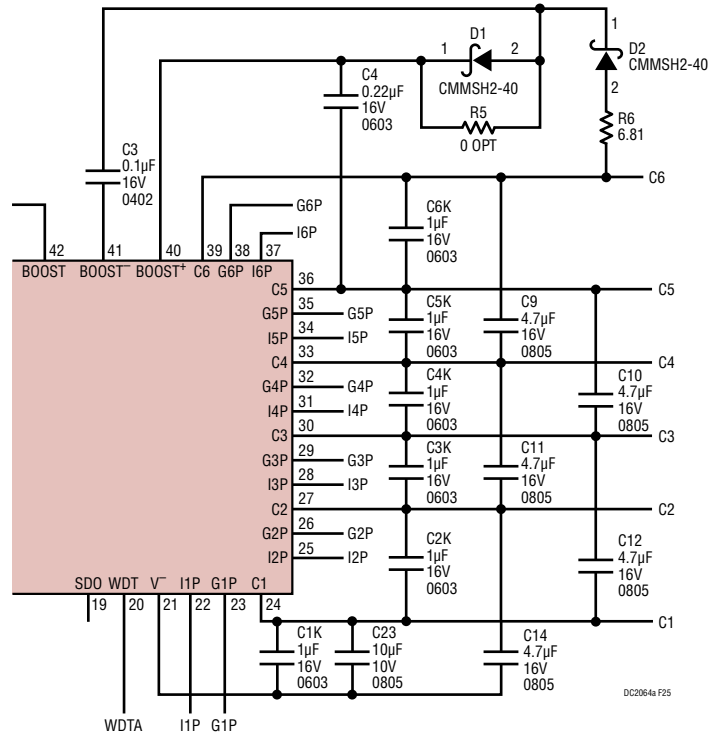 1
D1
1
2
CMMSH2-40
D2
CMMSH2-40
2
R5
0 OPT
R6
6.81
C4
0.22µF
16V
0603
C3
0.1µF
16V
0402
C6
G6P
I6P
42
41
40
39
38
37
BOOST
BOOST–
BOOST+
C6
G6P
I6P
C6K
1µF
16V
0603
C5
36
C5
G5P
35
G5P
I5P
34
I5P
C5K
1µF
16V
0603
C9
4.7µF
16V
0805
C4
33
C4
G4P
32
G4P
I4P
31
I4P
C4K
1µF
16V
0603
C10
4.7µF
16V
0805
C3
30
C3
G3P
29
G3P
I3P
28
I3P
C3K
1µF
16V
0603
C11
4.7µF
16V
0805
C2
27
C2
G2P
26
G2P
I2P
25
I2P
C2K
1µF
16V
0603
C12
4.7µF
16V
0805
SDO
WDT
V–
I1P
G1P
C1
19
20
21
22
23
24
C1
C1K
1µF
16V
0603
C23
10µF
10V
0805
C14
4.7µF
16V
0805
DC2064a F25
WDTA
I1P
G1P